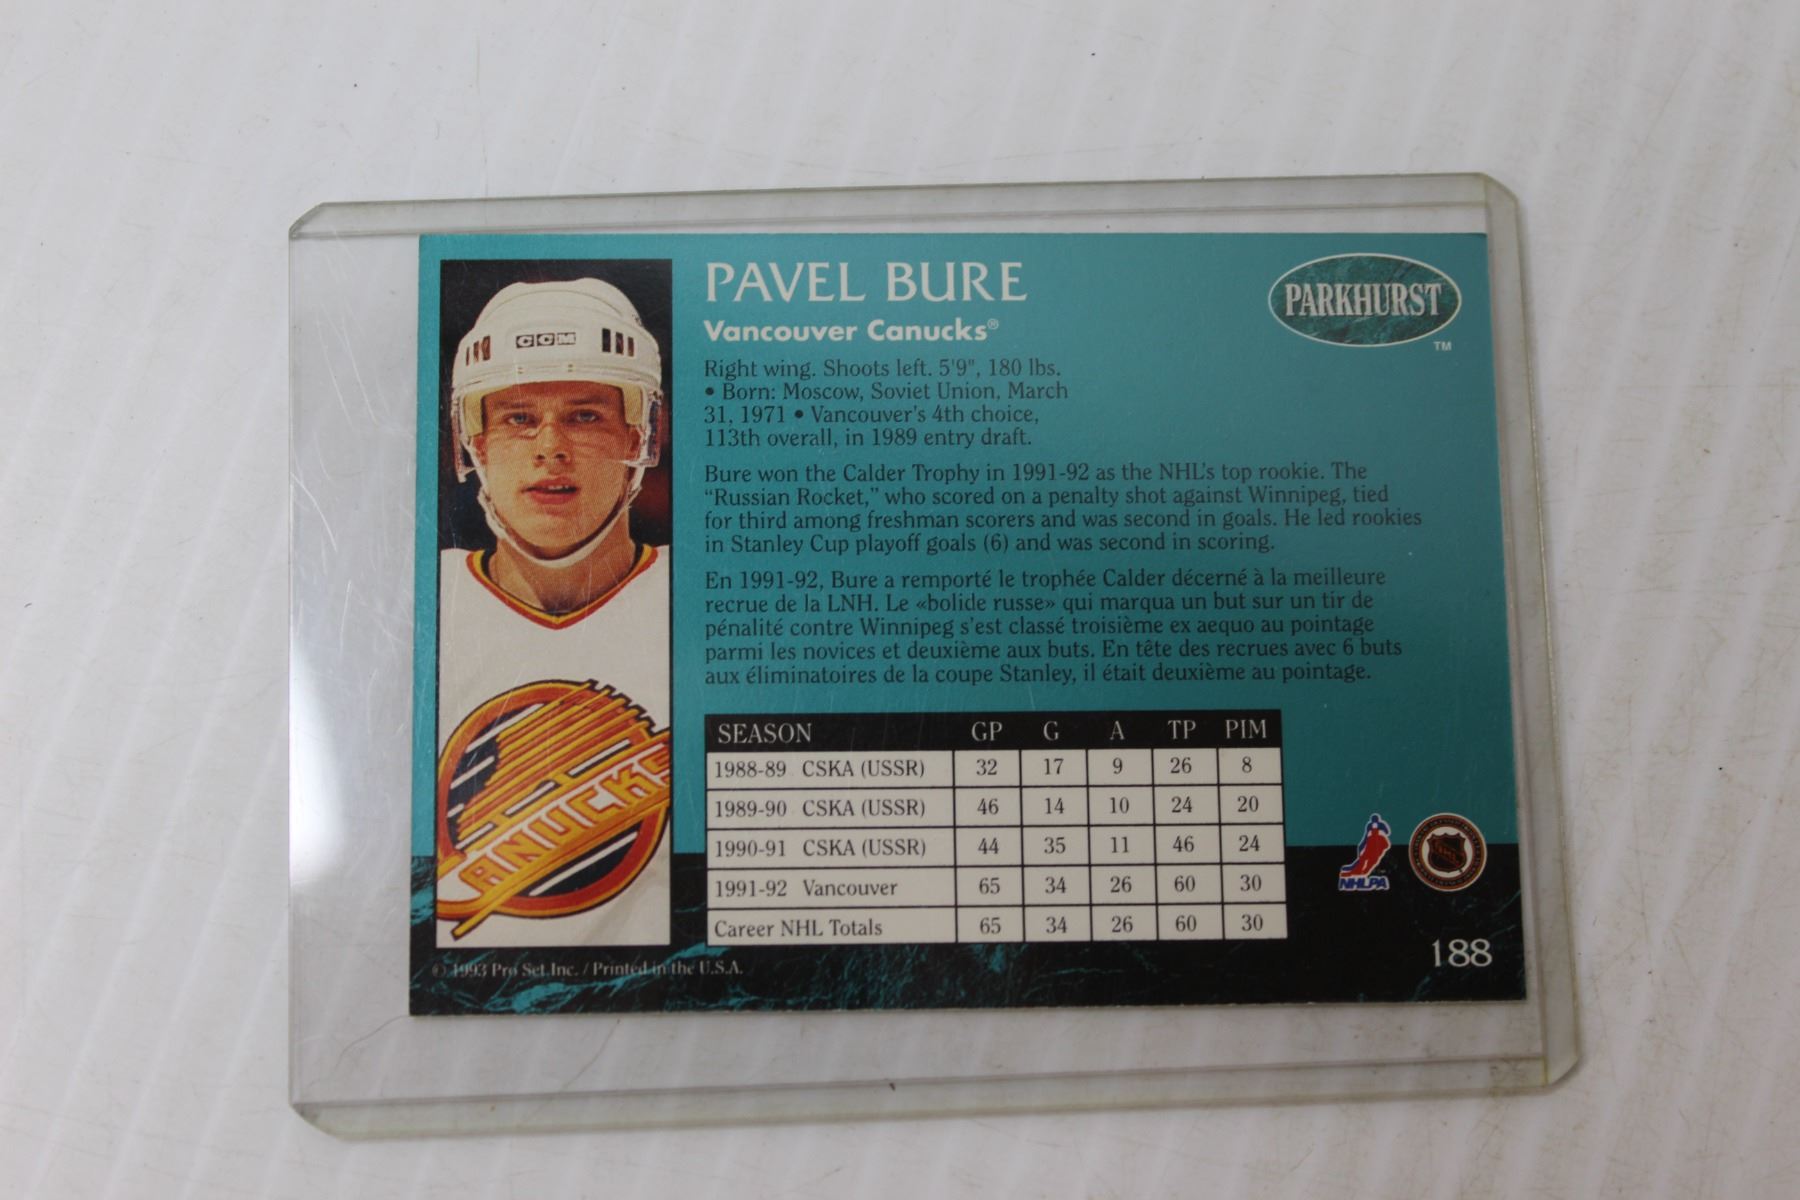 PAVEL BURE
Vancouver Canucks®
PARKHURST
TM
CCM
Right wing. Shoots left. 5'9", 180 lbs.
• Born: Moscow, Soviet Union, March
31, 1971 • Vancouver's 4th choice,
113th overall, in 1989 entry draft.
Bure won the Calder Trophy in 1991-92 as the NHL's top rookie. The
"Russian Rocket," who scored on a penalty shot against Winnipeg, tied
for third among freshman scorers and was second in goals. He led rookies
in Stanley Cup playoff goals (6) and was second in scoring.
En 1991-92, Bure a remporté le trophée Calder décerné à la meilleure
recrue de la LNH. Le «bolide russe» qui marqua un but sur un tir de
pénalité contre Winnipeg s'est classé troisième ex aequo au pointage
parmi les novices et deuxième aux buts. En tête des recrues avec 6 buts
aux éliminatoires de la coupe Stanley, il était deuxième au pointage.
CANUCKS
SEASON GP G A TP PIM
1988-89 CSKA (USSR) 32 17 9 26 8
1989-90 CSKA (USSR) 46 14 10 24 20
1990-91 CSKA (USSR) 44 35 11 46 24
1991-92 Vancouver 65 34 26 60 30
Career NHL Totals 65 34 26 60 30
NHLPA
NHL
188
© 1993 Pro Set Inc. / Printed in the U.S.A.